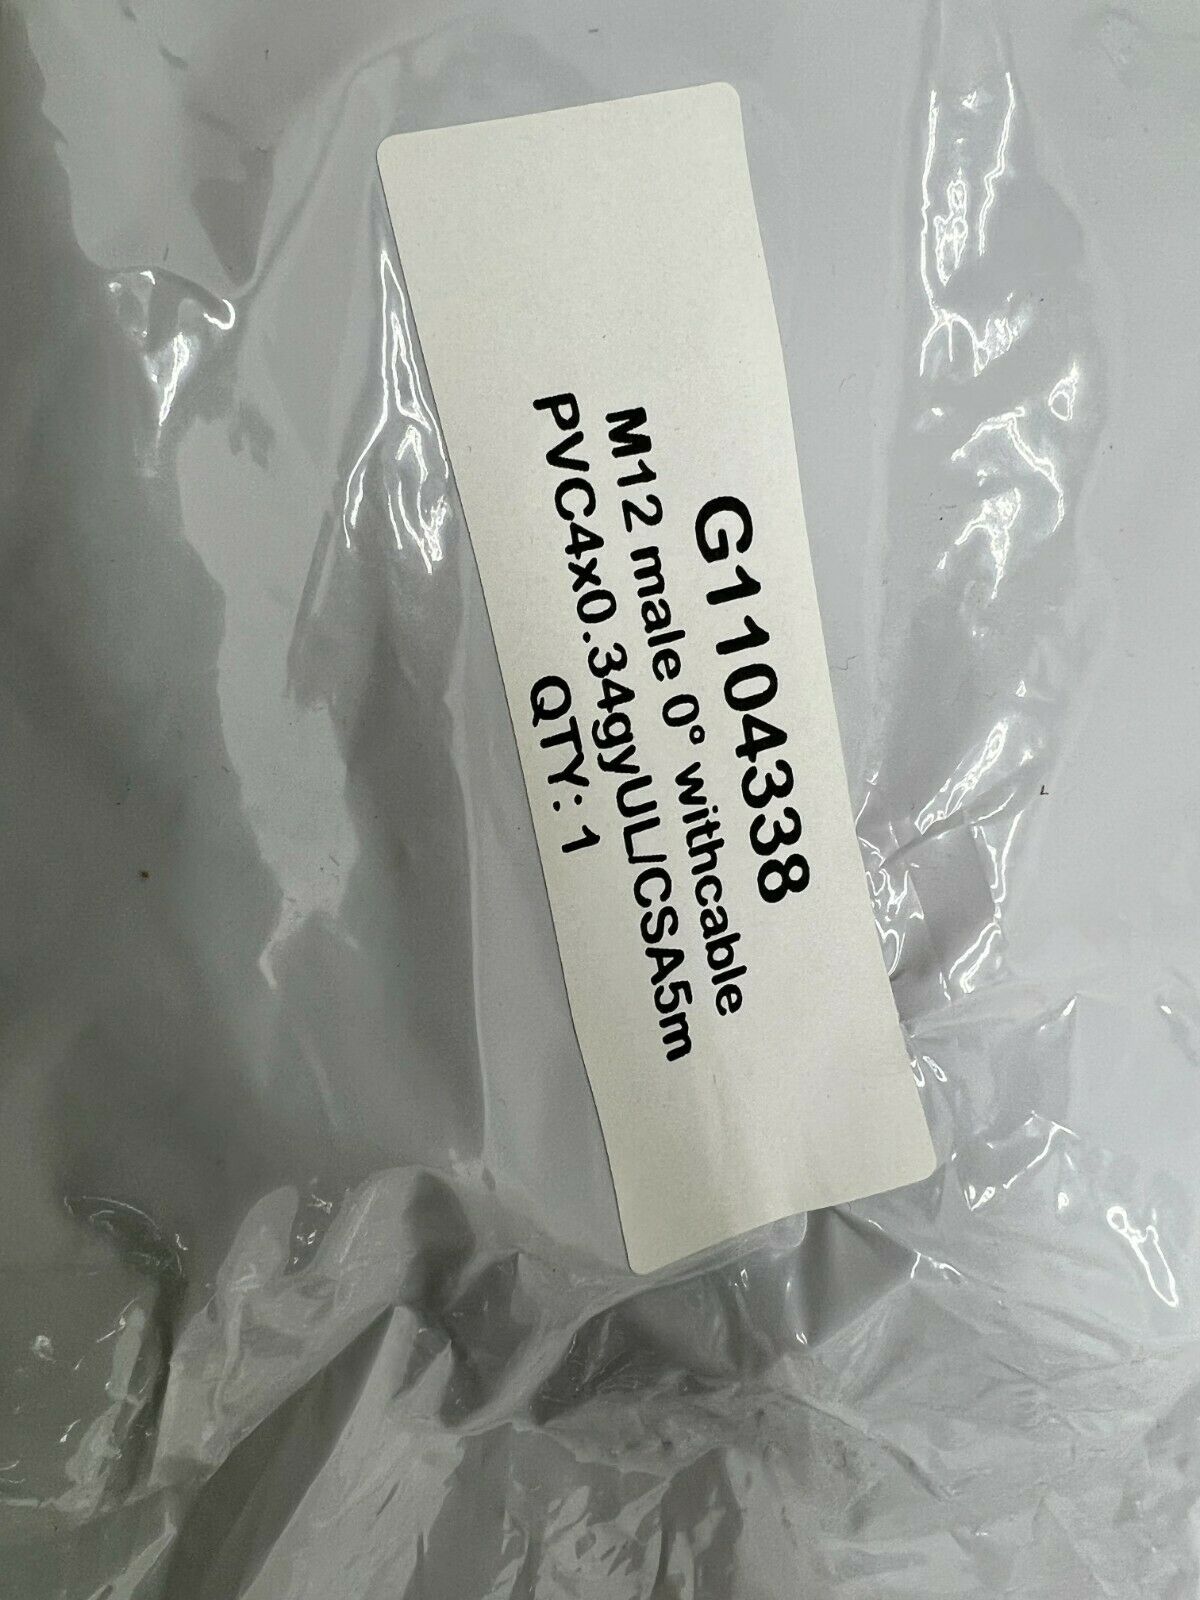 G1104338
M12 male 0° withcable
PVC4x0.34gyUL/CSA5m
QTY: 1